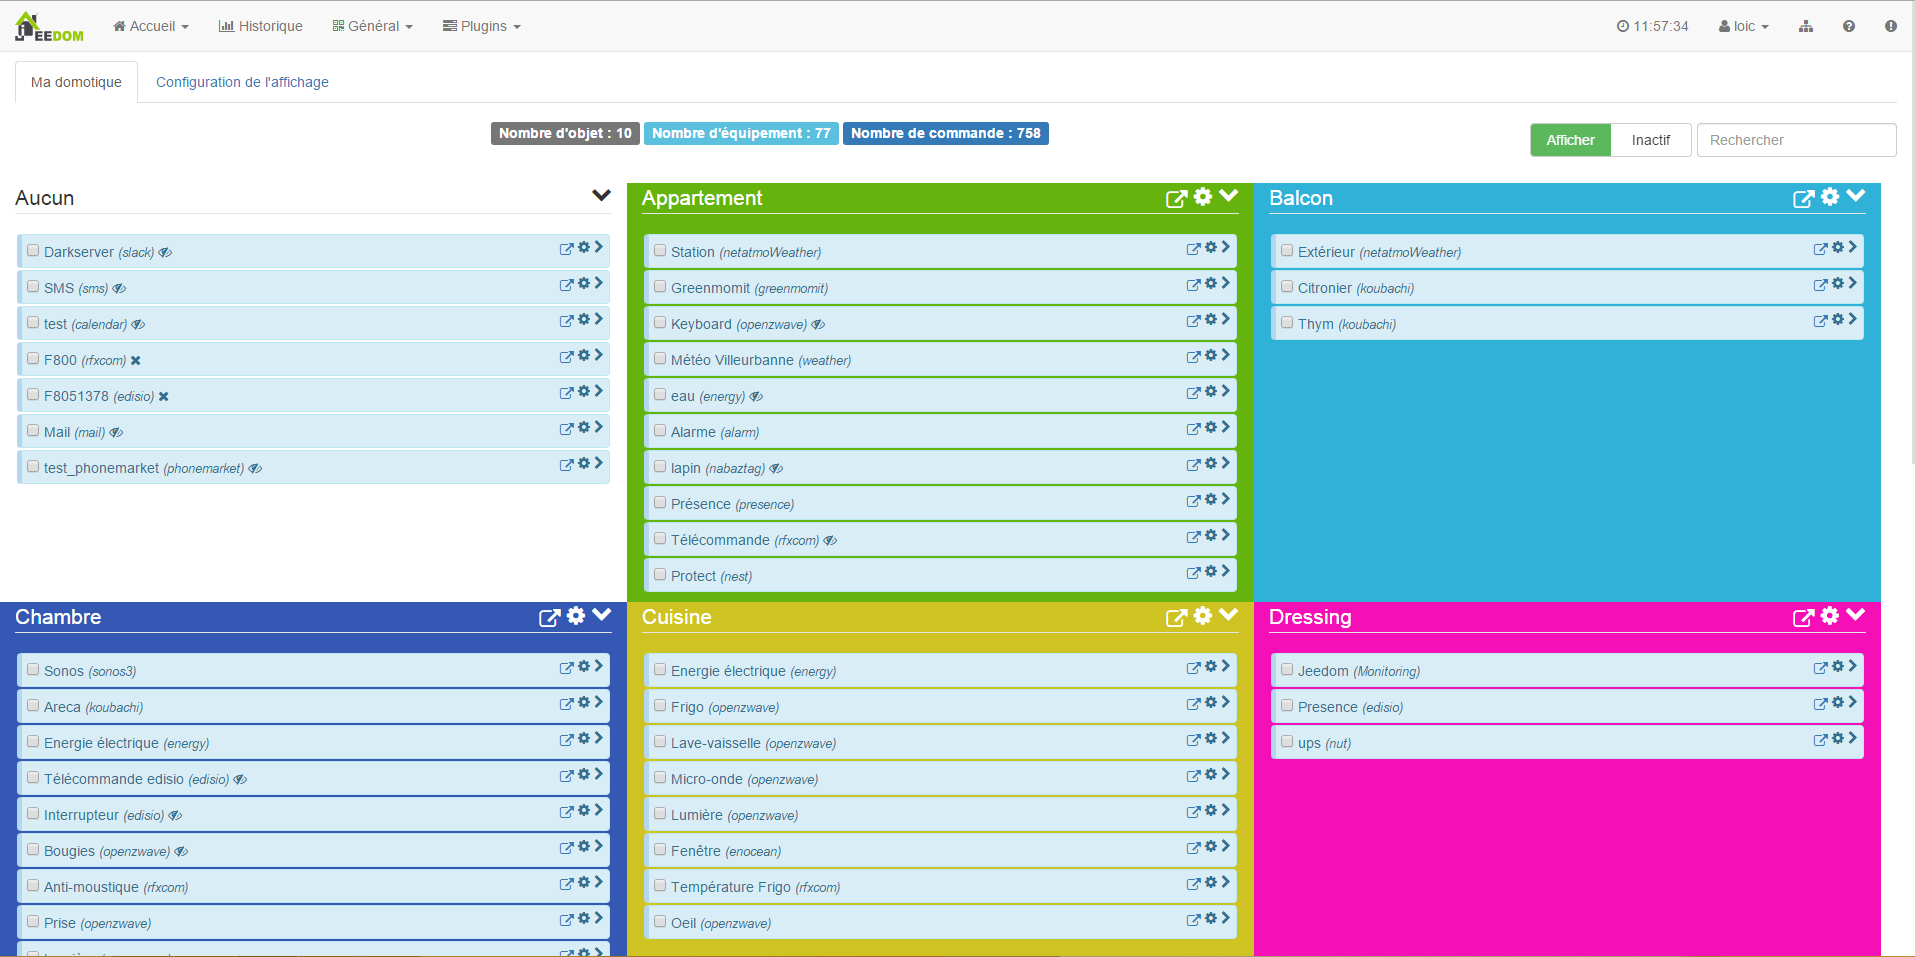 JEEDOM Accueil Historique Général Plugins 11:57:34 loic
Ma domotique Configuration de l'affichage
Nombre d'objet : 10 Nombre d'équipement : 77 Nombre de commande : 758
Afficher Inactif Rechercher
Aucun
Darkserver (slack)
SMS (sms)
test (calendar)
F800 (rfxcom)
F8051378 (edisio)
Mail (mail)
test_phonemarket (phonemarket)
Appartement
Station (netatmoWeather)
Greenmomit (greenmomit)
Keyboard (openzwave)
Météo Villeurbanne (weather)
eau (energy)
Alarme (alarm)
lapin (nabaztag)
Présence (presence)
Télécommande (rfxcom)
Protect (nest)
Balcon
Extérieur (netatmoWeather)
Citronier (koubachi)
Thym (koubachi)
Chambre
Sonos (sonos3)
Areca (koubachi)
Energie électrique (energy)
Télécommande edisio (edisio)
Interrupteur (edisio)
Bougies (openzwave)
Anti-moustique (rfxcom)
Prise (openzwave)
Cuisine
Energie électrique (energy)
Frigo (openzwave)
Lave-vaisselle (openzwave)
Micro-onde (openzwave)
Lumière (openzwave)
Fenêtre (enocean)
Température Frigo (rfxcom)
Oeil (openzwave)
Dressing
Jeedom (Monitoring)
Presence (edisio)
ups (nut)